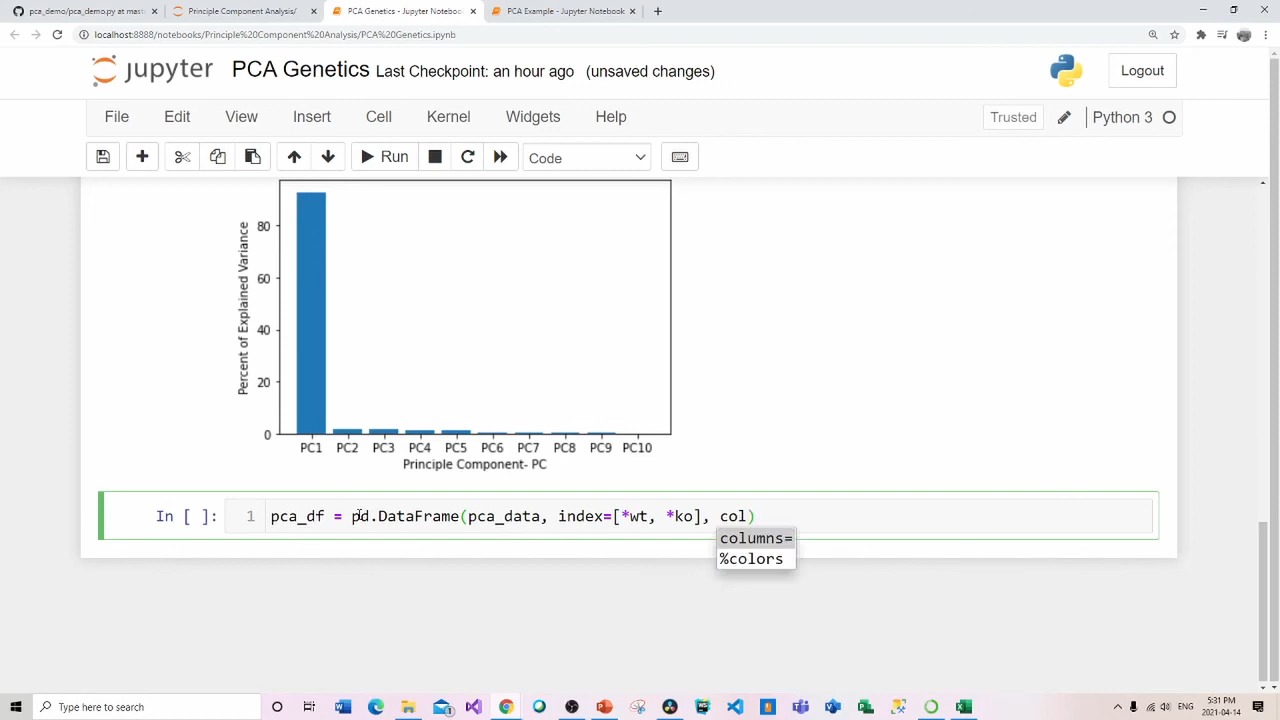 pca_demo/pca_demo.py at mast
Principle Component Analysis/
PCA Genetics - Jupyter Notebook
PCA Example - Jupyter Notebook
localhost:8888/notebooks/Principle%20Component%20Analysis/PCA%20Genetics.ipynb
jupyter PCA Genetics Last Checkpoint: an hour ago (unsaved changes)
Logout
File Edit View Insert Cell Kernel Widgets Help
Trusted Python 3
Run Code
Percent of Explained Variance
80
60
40
20
0
PC1 PC2 PC3 PC4 PC5 PC6 PC7 PC8 PC9 PC10
Principle Component- PC
In [ ]: 1 pca_df = pd.DataFrame(pca_data, index=[*wt, *ko], col)
columns=
%colors
Type here to search
ENG
5:31 PM
2021-04-14